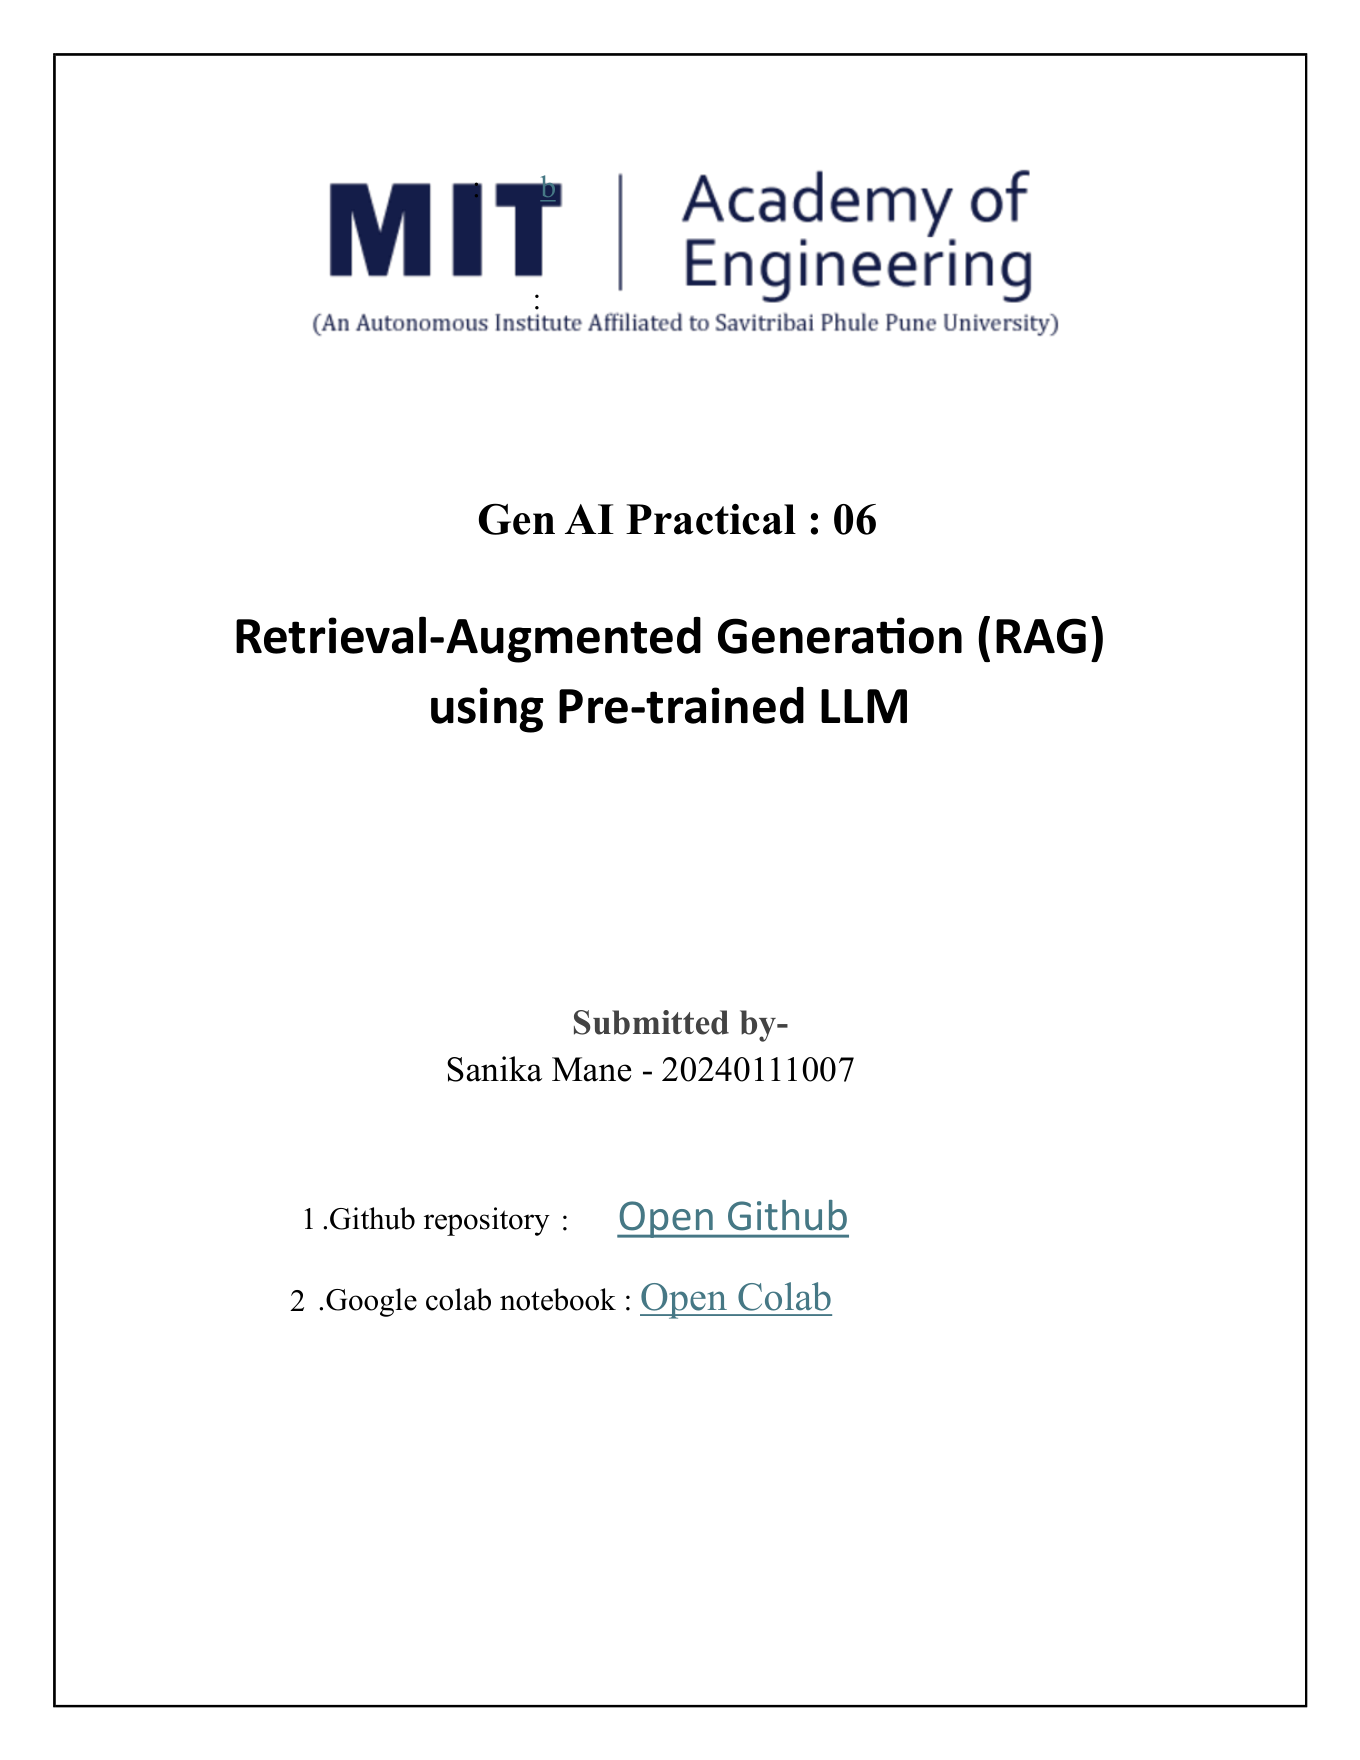 MIT
Academy of
Engineering
: b
:
(An Autonomous Institute Affiliated to Savitribai Phule Pune University)
Gen AI Practical : 06
Retrieval-Augmented Generation (RAG)
using Pre-trained LLM
Submitted by-
Sanika Mane - 20240111007
1 .Github repository : Open Github
2 .Google colab notebook : Open Colab